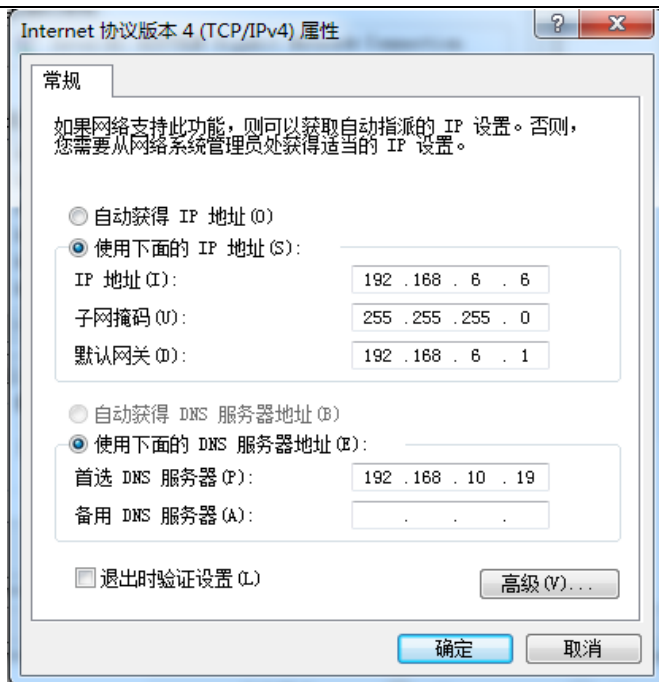 Internet 协议版本 4 (TCP/IPv4) 属性
常规
如果网络支持此功能，则可以获取自动指派的 IP 设置。否则，
您需要从网络系统管理员处获得适当的 IP 设置。
自动获得 IP 地址(O)
使用下面的 IP 地址(S):
IP 地址(I): 192 . 168 . 6 . 6
子网掩码(U): 255 . 255 . 255 . 0
默认网关(D): 192 . 168 . 6 . 1
自动获得 DNS 服务器地址(B)
使用下面的 DNS 服务器地址(E):
首选 DNS 服务器(P): 192 . 168 . 10 . 19
备用 DNS 服务器(A): . . .
退出时验证设置(L)
高级(V)...
确定 取消